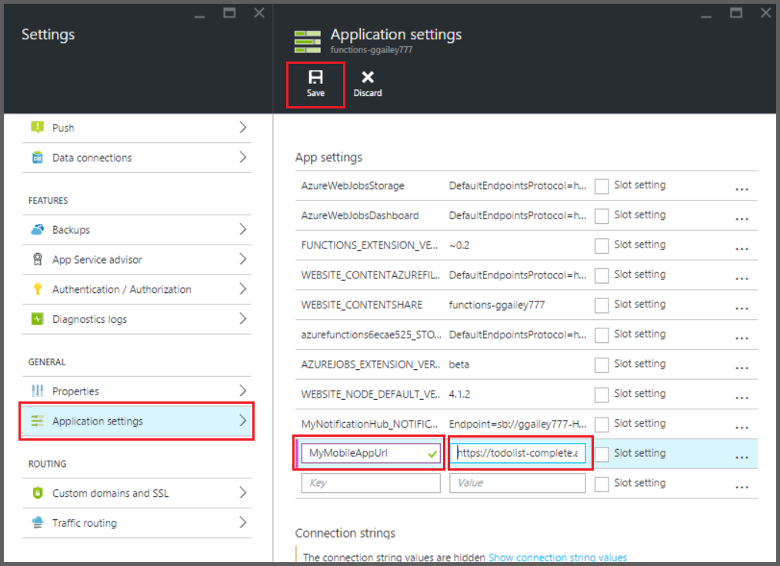 Settings
Push
Data connections
FEATURES
Backups
App Service advisor
Authentication / Authorization
Diagnostics logs
GENERAL
Properties
Application settings
ROUTING
Custom domains and SSL
Traffic routing
Application settings
functions-ggailey777
Save Discard
App settings
AzureWebJobsStorage DefaultEndpointsProtocol=h... Slot setting ...
AzureWebJobsDashboard DefaultEndpointsProtocol=h... Slot setting ...
FUNCTIONS_EXTENSION_VE... ~0.2 Slot setting ...
WEBSITE_CONTENTAZUREFIL... DefaultEndpointsProtocol=h... Slot setting ...
WEBSITE_CONTENTSHARE functions-ggailey777 Slot setting ...
azurefunctions6ecae525_STO... DefaultEndpointsProtocol=h... Slot setting ...
AZUREJOBS_EXTENSION_VER... beta Slot setting ...
WEBSITE_NODE_DEFAULT_VE... 4.1.2 Slot setting ...
MyNotificationHub_NOTIFIC... Endpoint=sb://ggailey777-H... Slot setting ...
MyMobileAppUrl https://todolist-complete.a Slot setting ...
Key Value Slot setting ...
Connection strings
The connection string values are hidden Show connection string values